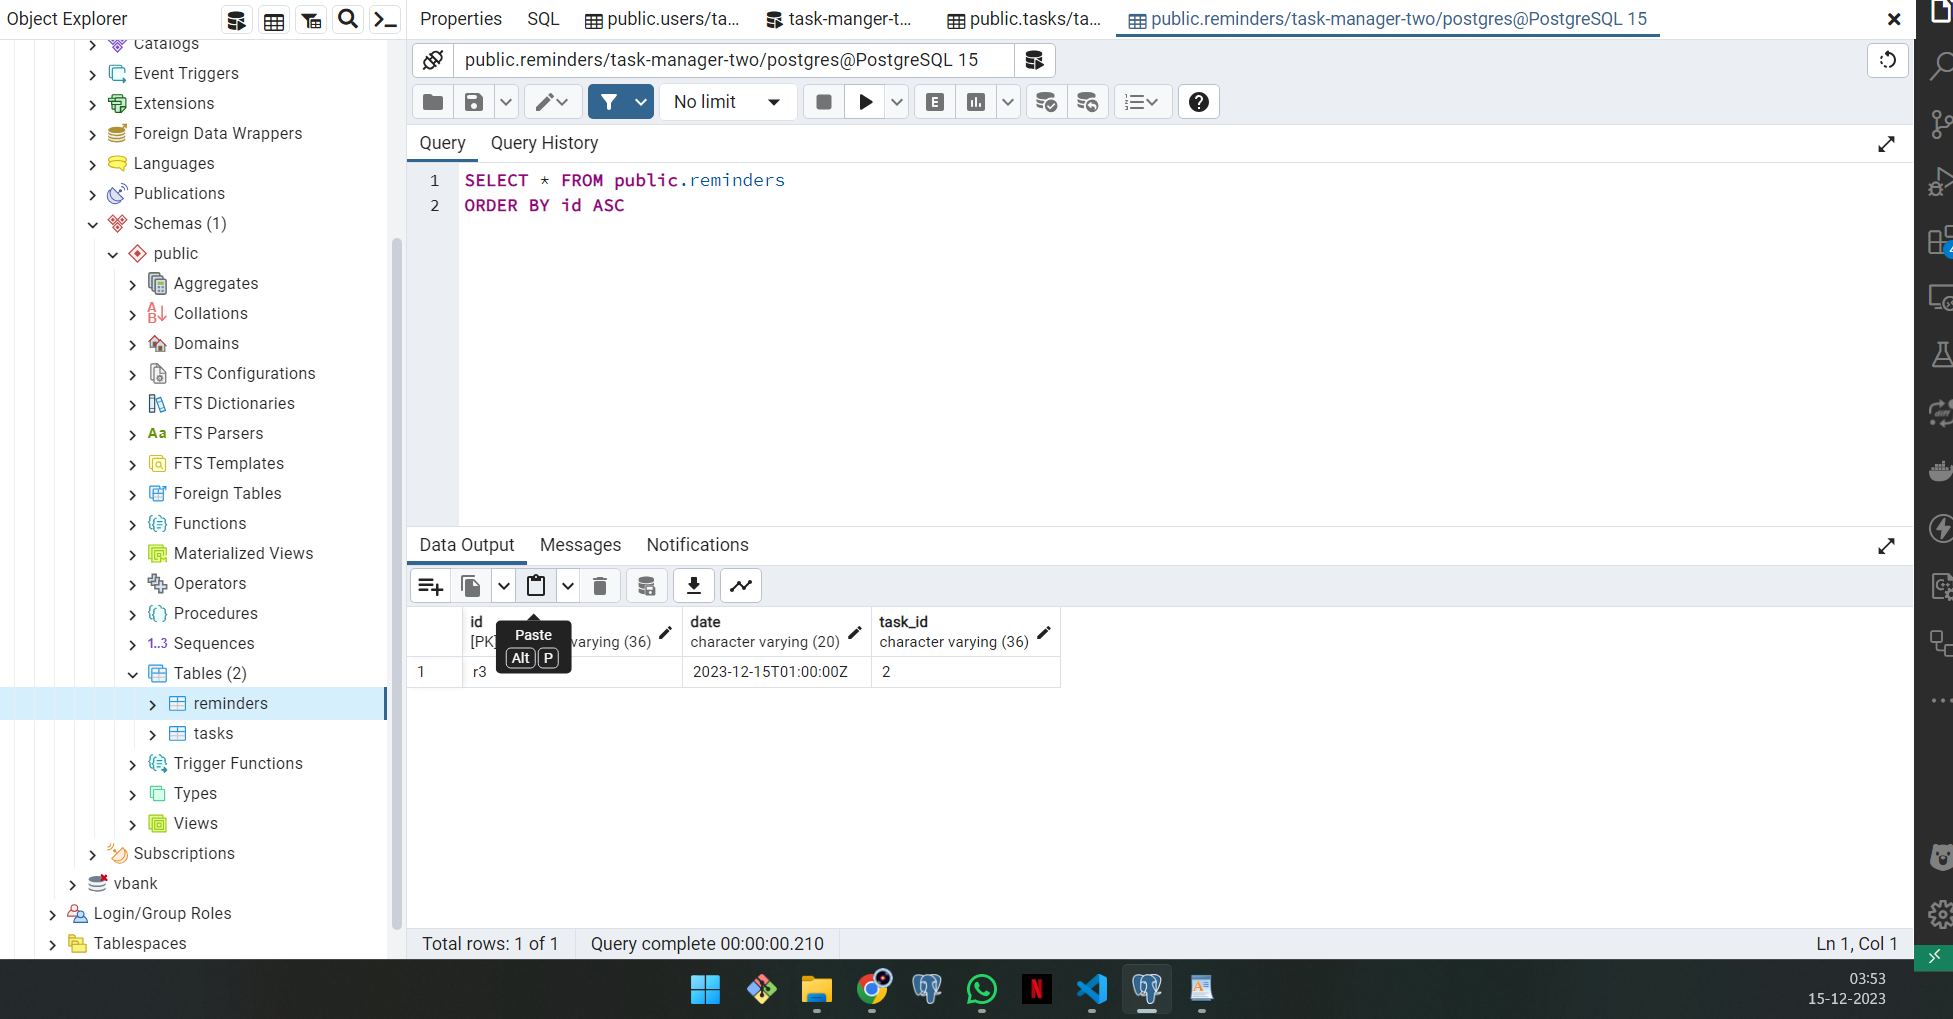 Object Explorer
Catalogs
Event Triggers
Extensions
Foreign Data Wrappers
Languages
Publications
Schemas (1)
public
Aggregates
Collations
Domains
FTS Configurations
FTS Dictionaries
Aa FTS Parsers
FTS Templates
Foreign Tables
Functions
Materialized Views
Operators
Procedures
1..3 Sequences
Tables (2)
reminders
tasks
Trigger Functions
Types
Views
Subscriptions
vbank
Login/Group Roles
Tablespaces
Properties SQL public.users/ta... task-manger-t... public.tasks/ta... public.reminders/task-manager-two/postgres@PostgreSQL 15
public.reminders/task-manager-two/postgres@PostgreSQL 15
No limit E
Query Query History
1 SELECT * FROM public.reminders
2 ORDER BY id ASC
Data Output Messages Notifications
id date task_id
[PK] varying (36) character varying (20) character varying (36)
Paste
Alt P
1 r3 2023-12-15T01:00:00Z 2
Total rows: 1 of 1 Query complete 00:00:00.210 Ln 1, Col 1
N
03:53
15-12-2023